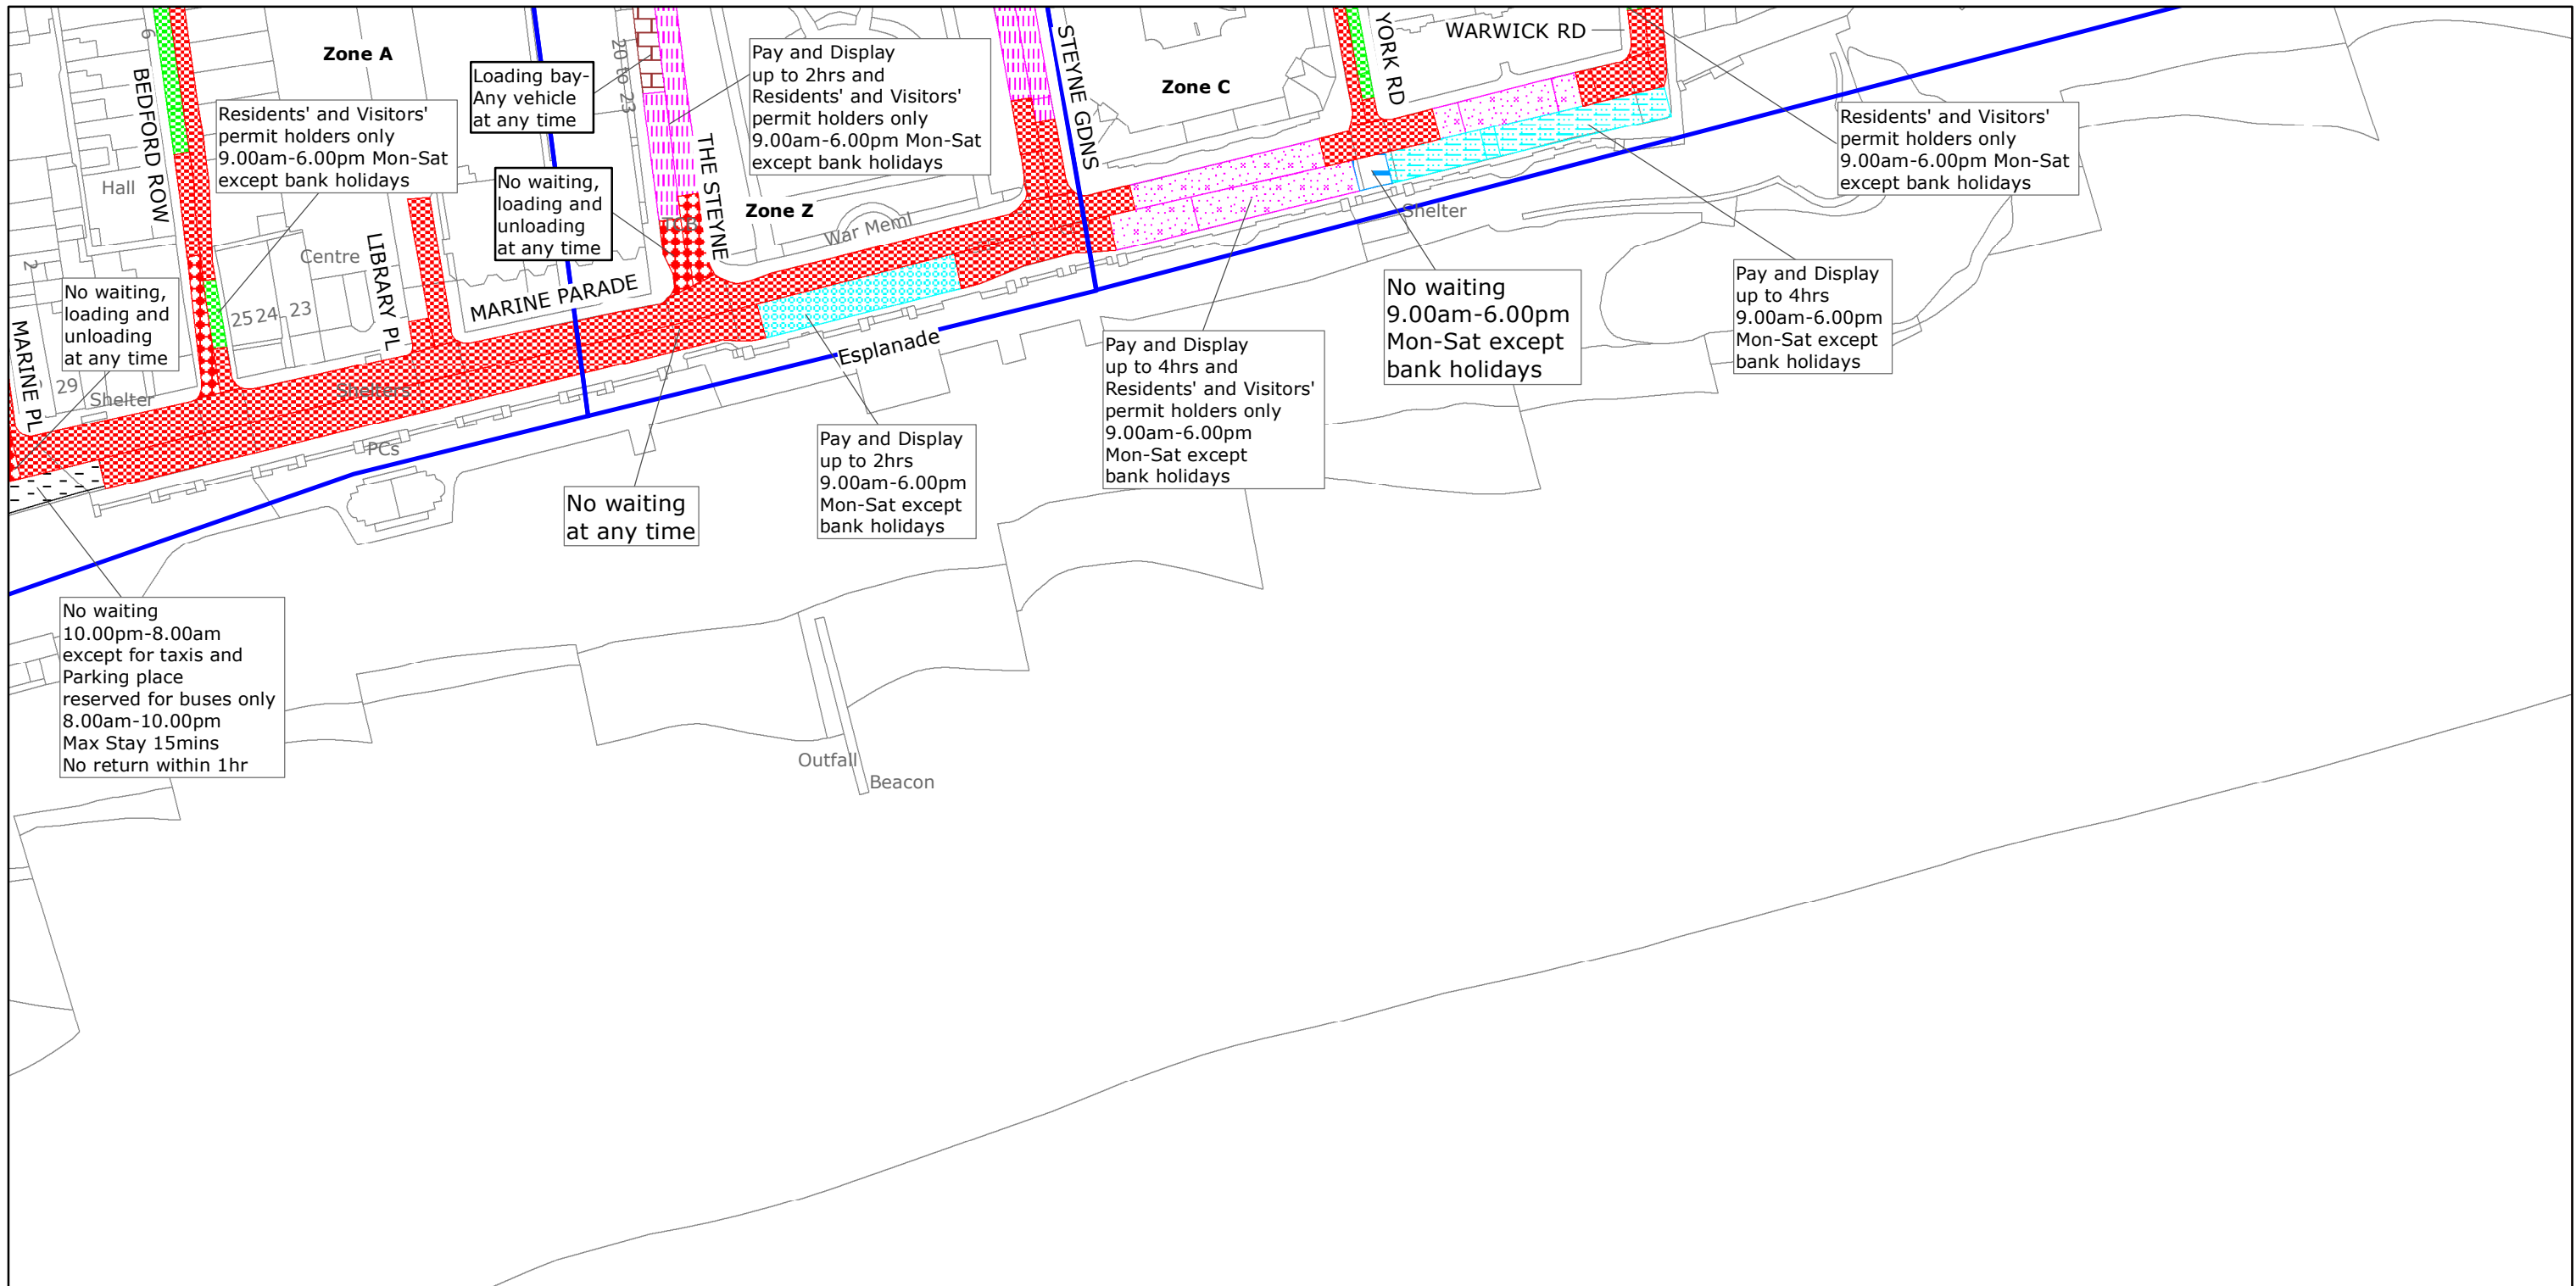 6
BEDFORD ROW
Zone A
Loading bay-
Any vehicle
at any time
20 to 23
Pay and Display
up to 2hrs and
Residents' and Visitors'
permit holders only
9.00am-6.00pm Mon-Sat
except bank holidays
STEYNE GDNS
Zone C
YORK RD
WARWICK RD
Residents' and Visitors'
permit holders only
9.00am-6.00pm Mon-Sat
except bank holidays
Residents' and Visitors'
permit holders only
9.00am-6.00pm Mon-Sat
except bank holidays
Hall
No waiting,
loading and
unloading
at any time
THE STEYNE
Zone Z
War Meml
Shelter
Centre
LIBRARY PL
MARINE PARADE
2
No waiting,
loading and
unloading
at any time
25 24 23
MARINE PL
29
Shelter
Shelters
PCs
Esplanade
No waiting
9.00am-6.00pm
Mon-Sat except
bank holidays
Pay and Display
up to 4hrs
9.00am-6.00pm
Mon-Sat except
bank holidays
Pay and Display
up to 4hrs and
Residents' and Visitors'
permit holders only
9.00am-6.00pm
Mon-Sat except
bank holidays
Pay and Display
up to 2hrs
9.00am-6.00pm
Mon-Sat except
bank holidays
No waiting
at any time
No waiting
10.00pm-8.00am
except for taxis and
Parking place
reserved for buses only
8.00am-10.00pm
Max Stay 15mins
No return within 1hr
Outfall
Beacon